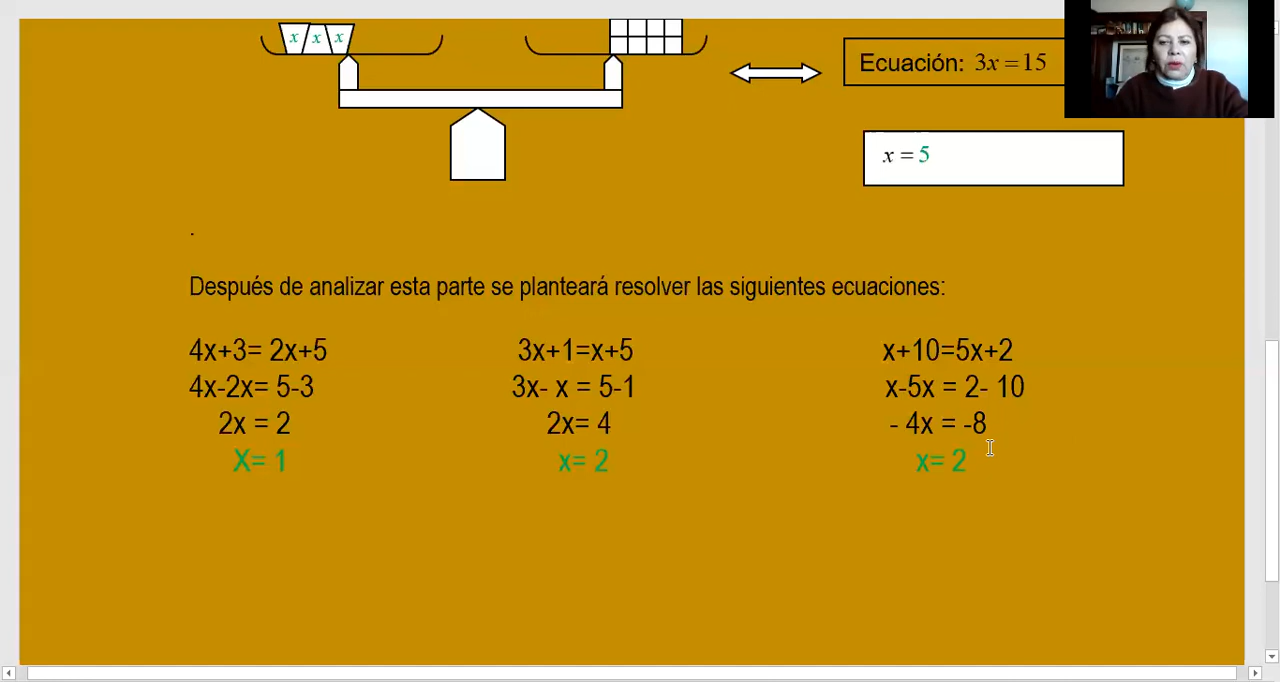 x x x
Ecuación: 3x = 15
x = 5
.
Después de analizar esta parte se planteará resolver las siguientes ecuaciones:
4x+3= 2x+5
4x-2x= 5-3
2x = 2
X= 1
3x+1=x+5
3x- x = 5-1
2x= 4
x= 2
x+10=5x+2
x-5x = 2- 10
- 4x = -8
x= 2